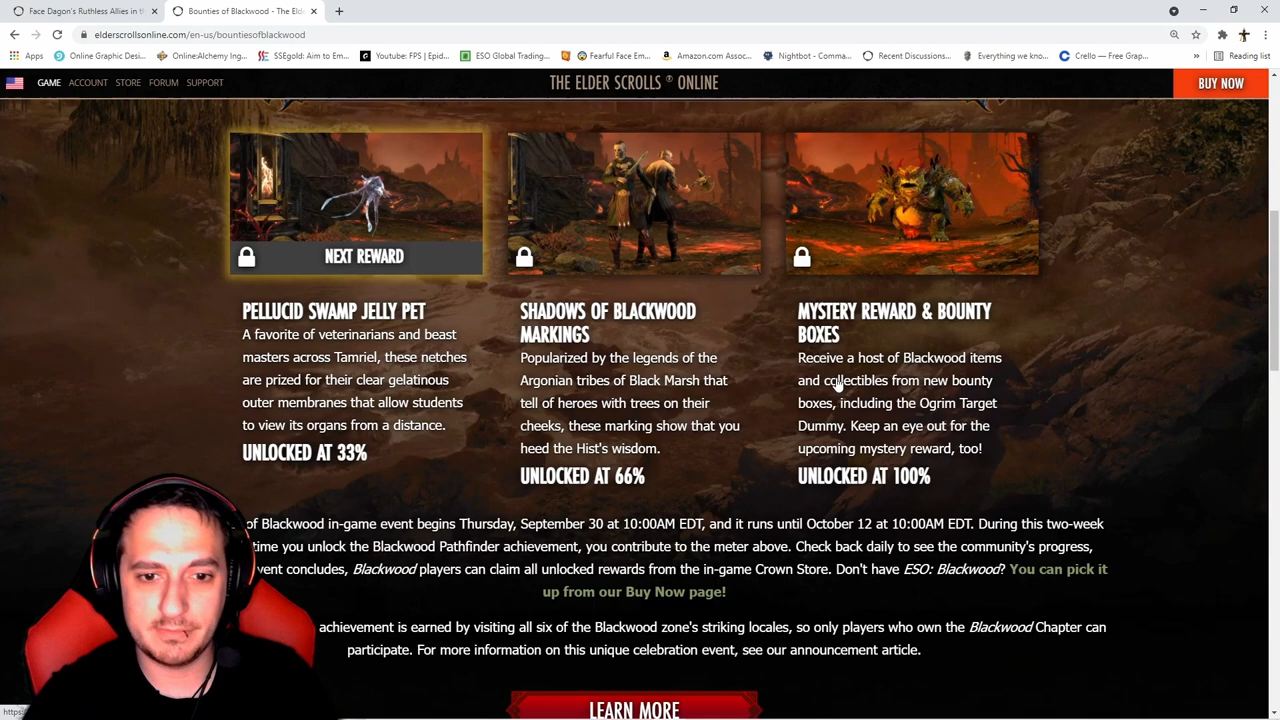 Face Dagon's Ruthless Allies in th
Bounties of Blackwood - The Elde
elderscrollsonline.com/en-us/bountiesofblackwood
Apps
Online Graphic Desi...
Online:Alchemy Ing...
SSEgold: Aim to Em...
Youtube: FPS | Epid...
ESO Global Trading...
Fearful Face Em...
Amazon.com Assoc...
Nightbot - Comma...
Recent Discussions...
Everything we kno...
Crello — Free Grap...
»
Reading list
GAME ACCOUNT STORE FORUM SUPPORT
THE ELDER SCROLLS ® ONLINE
BUY NOW
NEXT REWARD
PELLUCID SWAMP JELLY PET
A favorite of veterinarians and beast
masters across Tamriel, these netches
are prized for their clear gelatinous
outer membranes that allow students
to view its organs from a distance.
UNLOCKED AT 33%
SHADOWS OF BLACKWOOD
MARKINGS
Popularized by the legends of the
Argonian tribes of Black Marsh that
tell of heroes with trees on their
cheeks, these marking show that you
heed the Hist's wisdom.
UNLOCKED AT 66%
MYSTERY REWARD & BOUNTY
BOXES
Receive a host of Blackwood items
and collectibles from new bounty
boxes, including the Ogrim Target
Dummy. Keep an eye out for the
upcoming mystery reward, too!
UNLOCKED AT 100%
of Blackwood in-game event begins Thursday, September 30 at 10:00AM EDT, and it runs until October 12 at 10:00AM EDT. During this two-week
time you unlock the Blackwood Pathfinder achievement, you contribute to the meter above. Check back daily to see the community's progress,
vent concludes, Blackwood players can claim all unlocked rewards from the in-game Crown Store. Don't have ESO: Blackwood? You can pick it
up from our Buy Now page!
achievement is earned by visiting all six of the Blackwood zone's striking locales, so only players who own the Blackwood Chapter can
participate. For more information on this unique celebration event, see our announcement article.
LEARN MORE
https: